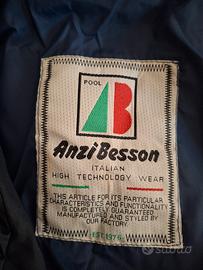 POOL
AB
Anzi Besson
ITALIAN
HIGH TECHNOLOGY WEAR
THIS ARTICLE FOR ITS PARTICULAR
CHARACTERISTICS AND FUNCTIONALITY
IS COMPLETELY GUARANTEED
MANUFACTURED AND STYLED BY
OUR FACTORY.
EST 1976
subito